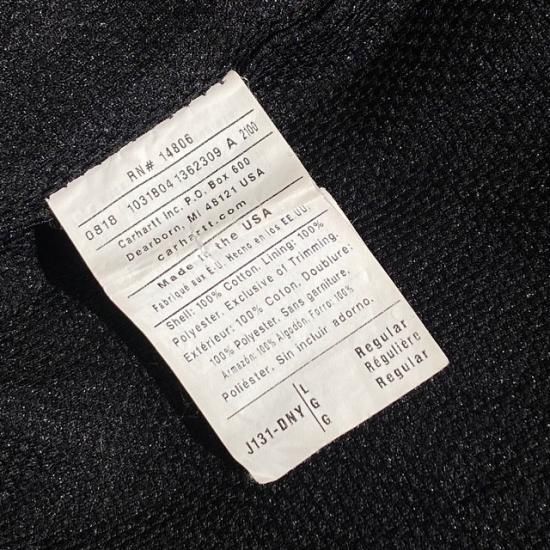 RN# 14806
0818 1031804 1362309 A 2100
Carhartt Inc. P.O. Box 600
Dearborn, MI 48121 USA
carhartt.com
Made in the USA
Fabriqué aux É.U. Hecho en los EE.UU.
Shell: 100% Cotton. Lining: 100%
Polyester. Exclusive of Trimming.
Extérieur: 100% Coton. Doublure:
100% Polyester. Sans garniture.
Armazón: 100% Algodón. Forro: 100%
Poliéster. Sin incluir adorno.
J131-DNY
L Regular
G Régulière
G Regular